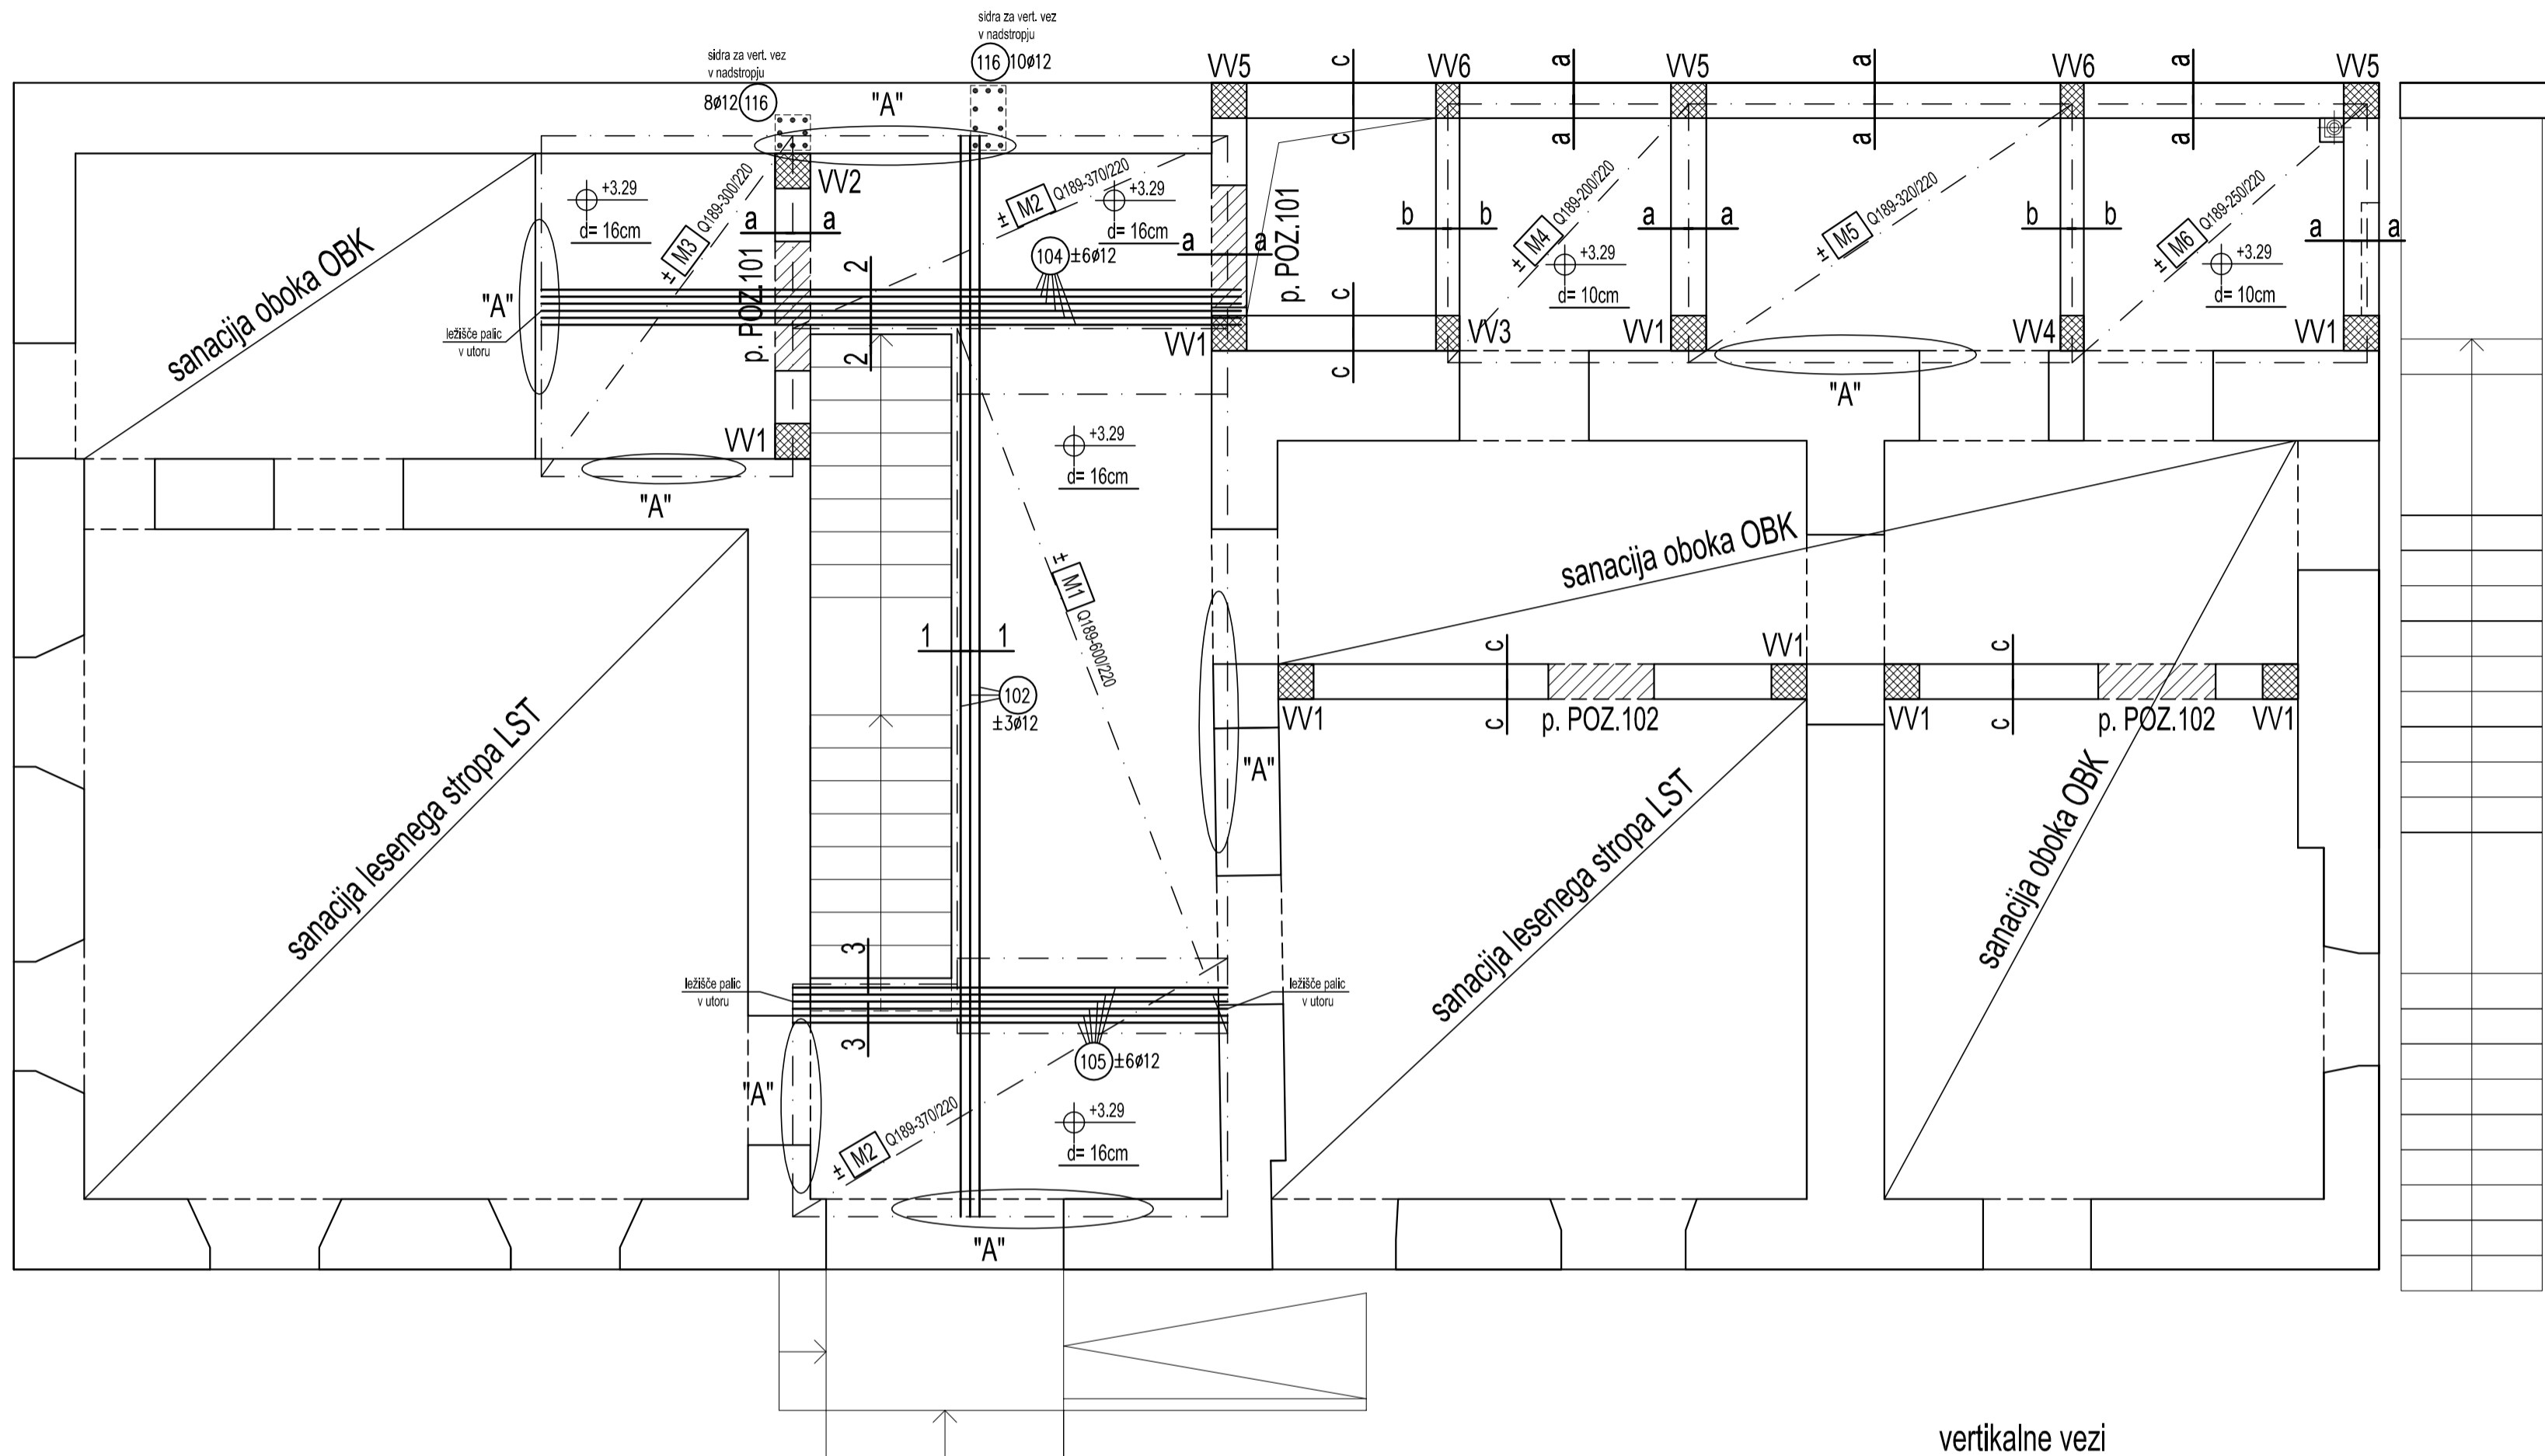 sidra za vert. vez
v nadstropju
116 10ø12
sidra za vert. vez
v nadstropju
8ø12 116
"A"
VV5
c
c
VV6
a
a
VV5
a
a
VV6
a
a
VV5
sanacija oboka OBK
+3.29
d= 16cm
± M3 Q189-300/220
VV2
a a
p. POZ.101
± M2 Q189-370/220
+3.29
d= 16cm
104 ±6ø12
a a
p. POZ.101
b b
± M4 Q189-200/220
+3.29
d= 10cm
a a
± M5 Q189-320/220
b b
± M6 Q189-250/220
+3.29
d= 10cm
a a
"A"
ležišče palic
v utoru
2
2
VV1
c
c
VV3
VV1
VV4
VV1
"A"
VV1
"A"
+3.29
d= 16cm
± M1 Q189-600/220
sanacija oboka OBK
1 1
102
±3ø12
"A"
VV1
c
c
p. POZ.102
VV1
VV1
c
c
p. POZ.102
VV1
sanacija lesenega stropa LST
sanacija lesenega stropa LST
sanacija oboka OBK
3
3
ležišče palic
v utoru
ležišče palic
v utoru
105 ±6ø12
"A"
± M2 Q189-370/220
+3.29
d= 16cm
"A"
vertikalne vezi